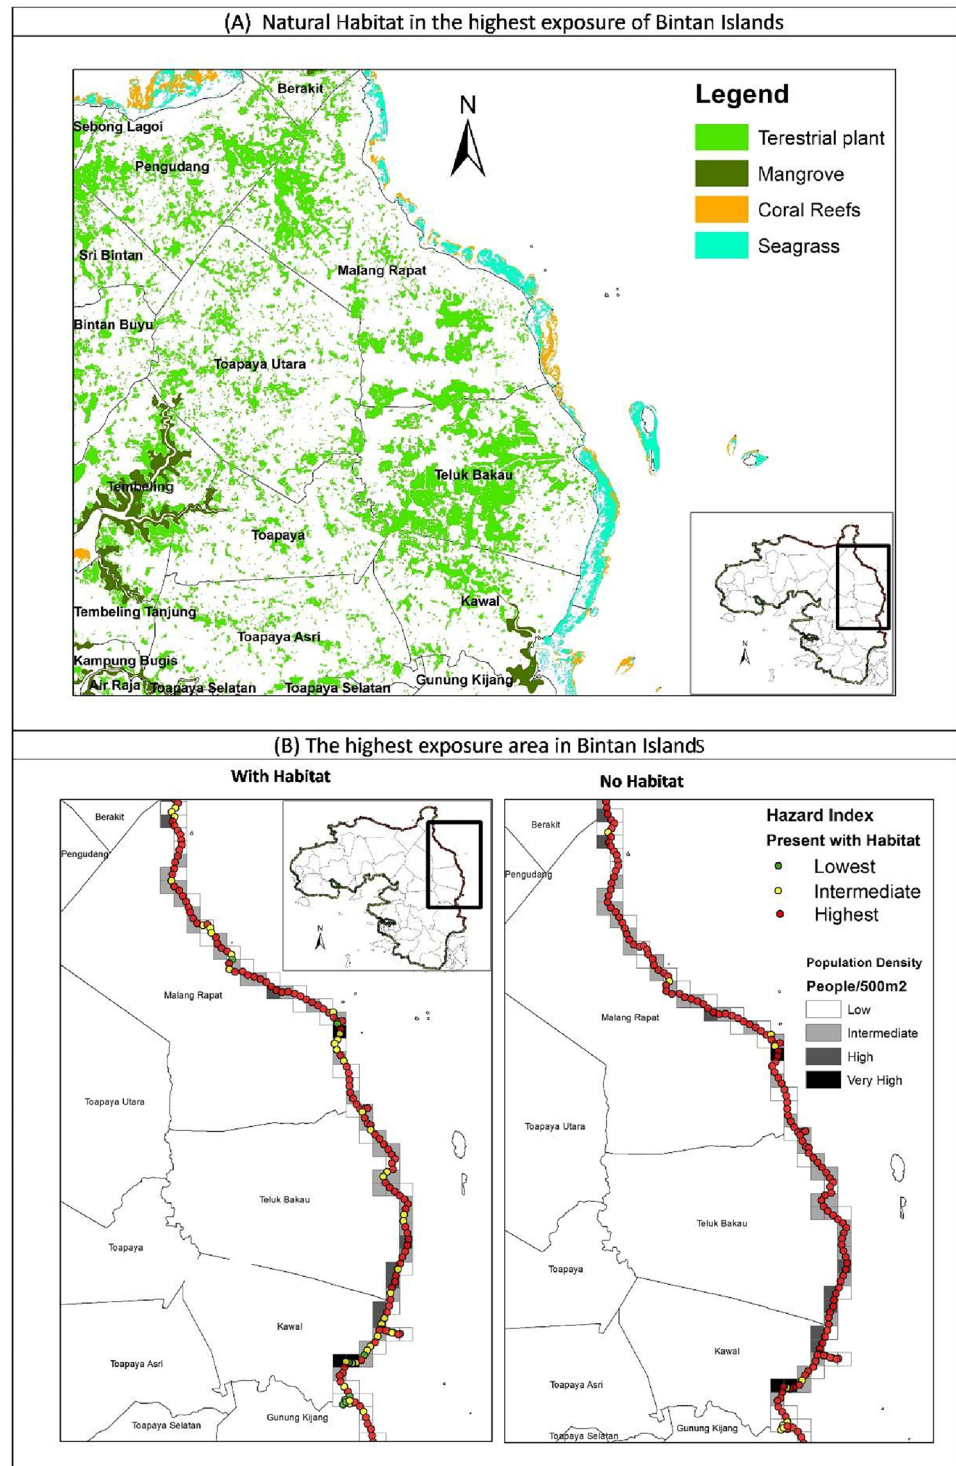 (A) Natural Habitat in the highest exposure of Bintan Islands
Berakit
N
Legend
Sebong Lagoi
Terestrial plant
Pengudang
Mangrove
Coral Reefs
Sri Bintan
Seagrass
Malang Rapat
Bintan Buyu
Toapaya Utara
Teluk Bakau
Tembeling
Toapaya
Kawal
Tembeling Tanjung
Toapaya Asri
N
Kampung Bugis
Gunung Kijang
Air Raja
Toapaya Selatan
Toapaya Selatan
(B) The highest exposure area in Bintan Islands
With Habitat
Berakit
Pengudang
N
Malang Rapat
Toapaya Utara
Teluk Bakau
Toapaya
Kawal
Toapaya Asri
Gunung Kijang
Toapaya Selatan
No Habitat
Hazard Index
Present with Habitat
Lowest
Intermediate
Highest
Population Density
People/500m2
Low
Intermediate
High
Very High
Berakit
Pengudang
Malang Rapat
Toapaya Utara
Teluk Bakau
Toapaya
Kawal
Toapaya Asri
Gunung Kijang
Toapaya Selatan